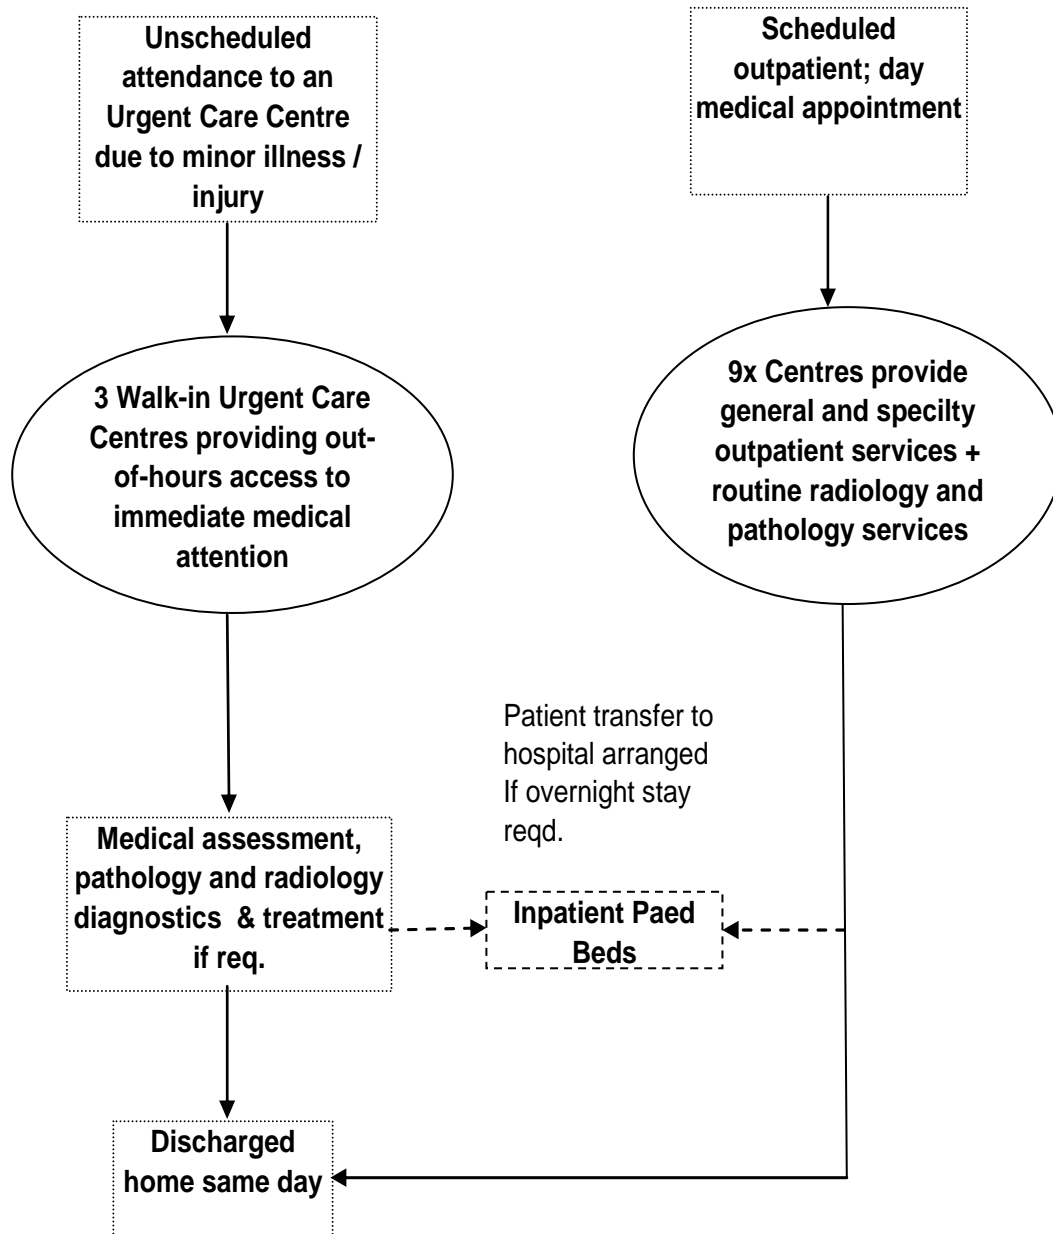 Unscheduled
attendance to an
Urgent Care Centre
due to minor illness /
injury
Scheduled
outpatient; day
medical appointment
3 Walk-in Urgent Care
Centres providing out-
of-hours access to
immediate medical
attention
9x Centres provide
general and specilty
outpatient services +
routine radiology and
pathology services
Patient transfer to
hospital arranged
If overnight stay
reqd.
Medical assessment,
pathology and radiology
diagnostics & treatment
if req.
Inpatient Paed
Beds
Discharged
home same day